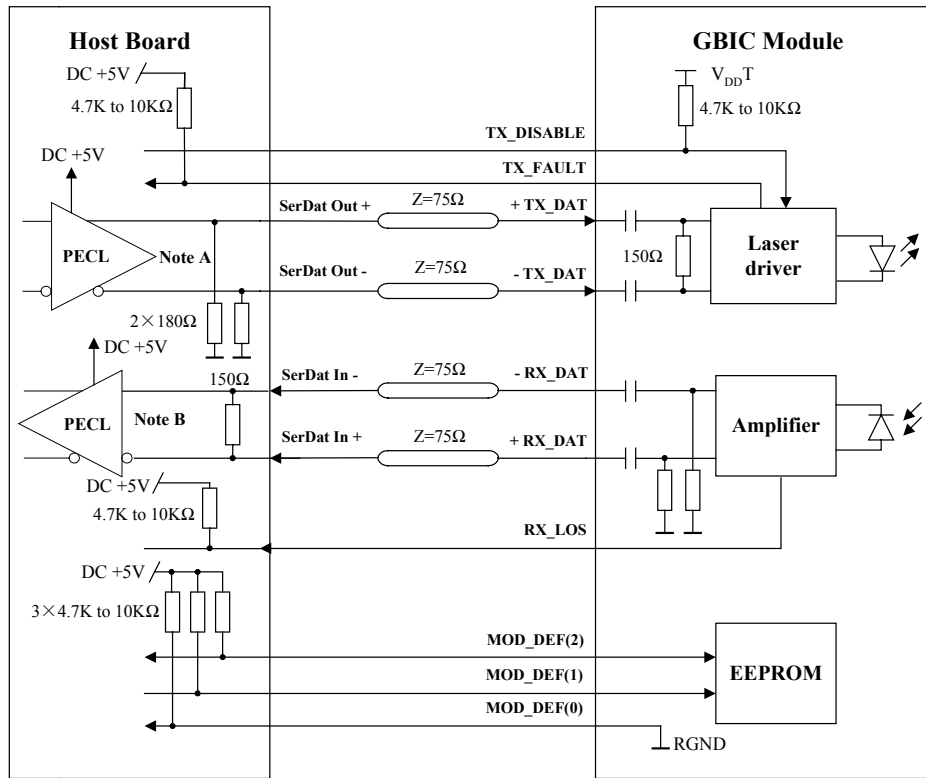 Host Board
GBIC Module
DC +5V
4.7K to 10KΩ
V_DDT
4.7K to 10KΩ
TX_DISABLE
TX_FAULT
DC +5V
PECL
Note A
SerDat Out +
Z=75Ω
+ TX_DAT
SerDat Out -
Z=75Ω
- TX_DAT
150Ω
Laser
driver
2×180Ω
DC +5V
150Ω
PECL
Note B
SerDat In -
Z=75Ω
- RX_DAT
SerDat In +
Z=75Ω
+ RX_DAT
Amplifier
DC +5V
4.7K to 10KΩ
RX_LOS
DC +5V
3×4.7K to 10KΩ
MOD_DEF(2)
MOD_DEF(1)
MOD_DEF(0)
EEPROM
RGND